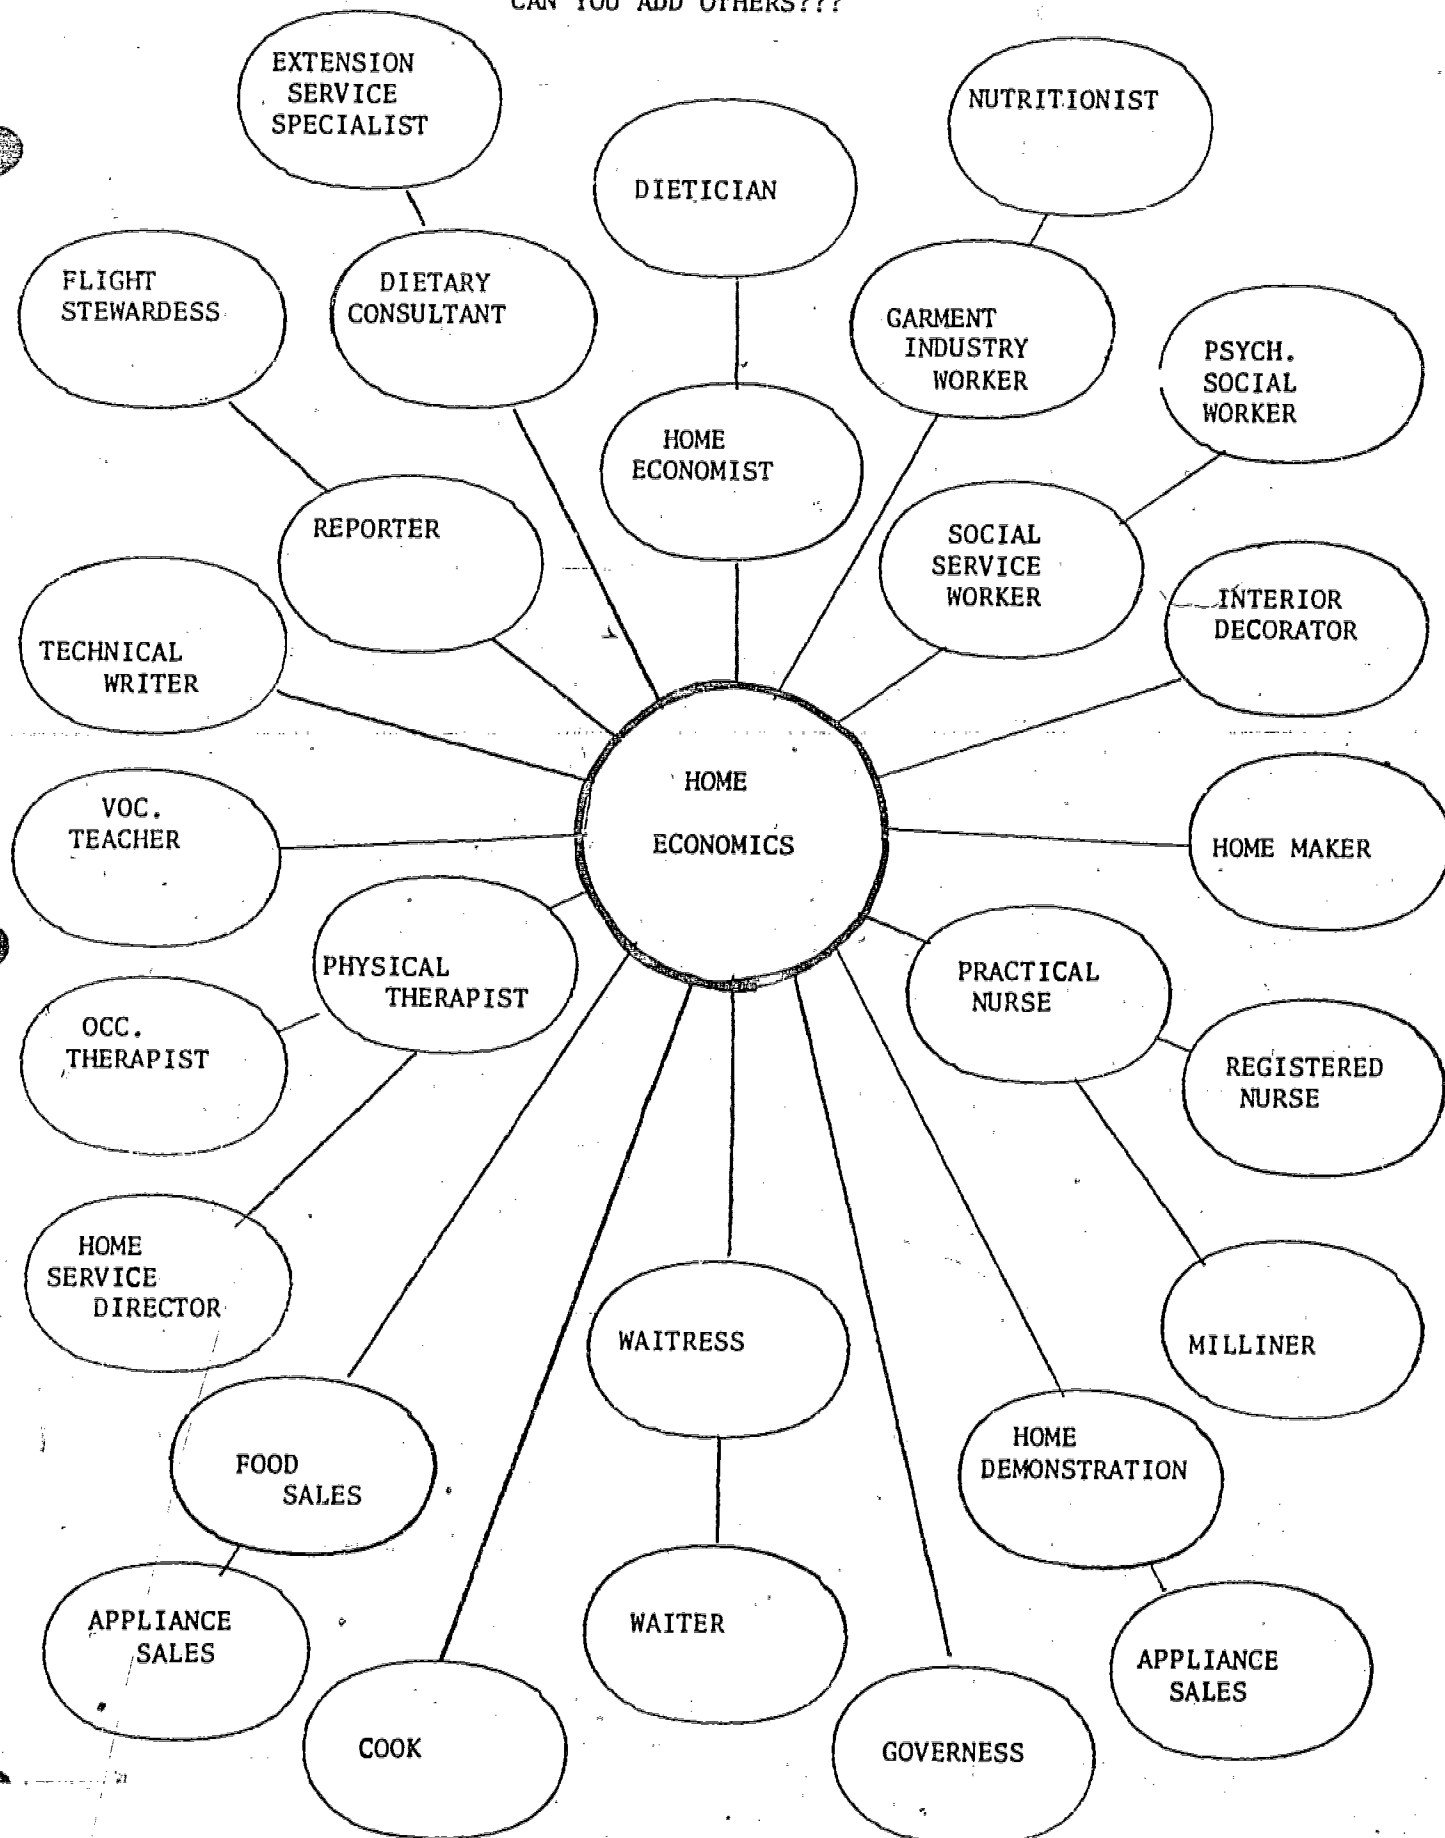 CAN YOU ADD OTHERS???
EXTENSION
SERVICE
SPECIALIST
NUTRITIONIST
DIETICIAN
FLIGHT
STEWARDESS
DIETARY
CONSULTANT
GARMENT
INDUSTRY
WORKER
PSYCH.
SOCIAL
WORKER
HOME
ECONOMIST
REPORTER
SOCIAL
SERVICE
WORKER
INTERIOR
DECORATOR
TECHNICAL
WRITER
HOME
ECONOMICS
VOC.
TEACHER
HOME MAKER
PHYSICAL
THERAPIST
PRACTICAL
NURSE
OCC.
THERAPIST
REGISTERED
NURSE
HOME
SERVICE
DIRECTOR
WAITRESS
MILLINER
FOOD
SALES
HOME
DEMONSTRATION
APPLIANCE
SALES
WAITER
APPLIANCE
SALES
COOK
GOVERNESS